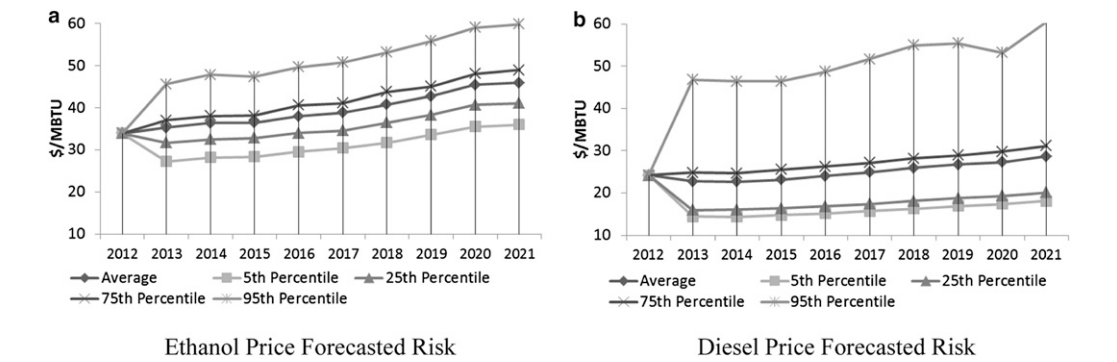 a
60
50
40
30
20
10
$/MBTU
2012 2013 2014 2015 2016 2017 2018 2019 2020 2021
Average 5th Percentile 25th Percentile
75th Percentile 95th Percentile
Ethanol Price Forecasted Risk
b
60
50
40
30
20
10
$/MBTU
2012 2013 2014 2015 2016 2017 2018 2019 2020 2021
Average 5th Percentile 25th Percentile
75th Percentile 95th Percentile
Diesel Price Forecasted Risk